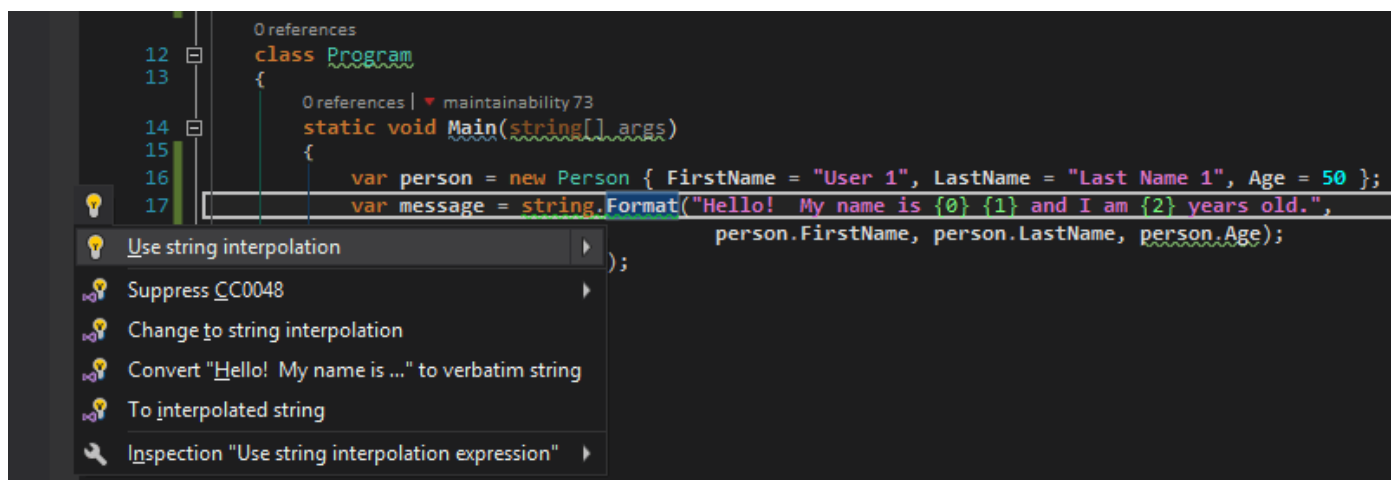 0 references
12 class Program
13 {
0 references | maintainability 73
14 static void Main(string[] args)
15 {
16 var person = new Person { FirstName = "User 1", LastName = "Last Name 1", Age = 50 };
17 var message = string.Format("Hello!  My name is {0} {1} and I am {2} years old.",
person.FirstName, person.LastName, person.Age);
Use string interpolation
);
Suppress CC0048
Change to string interpolation
Convert "Hello!  My name is ..." to verbatim string
To interpolated string
Inspection "Use string interpolation expression"